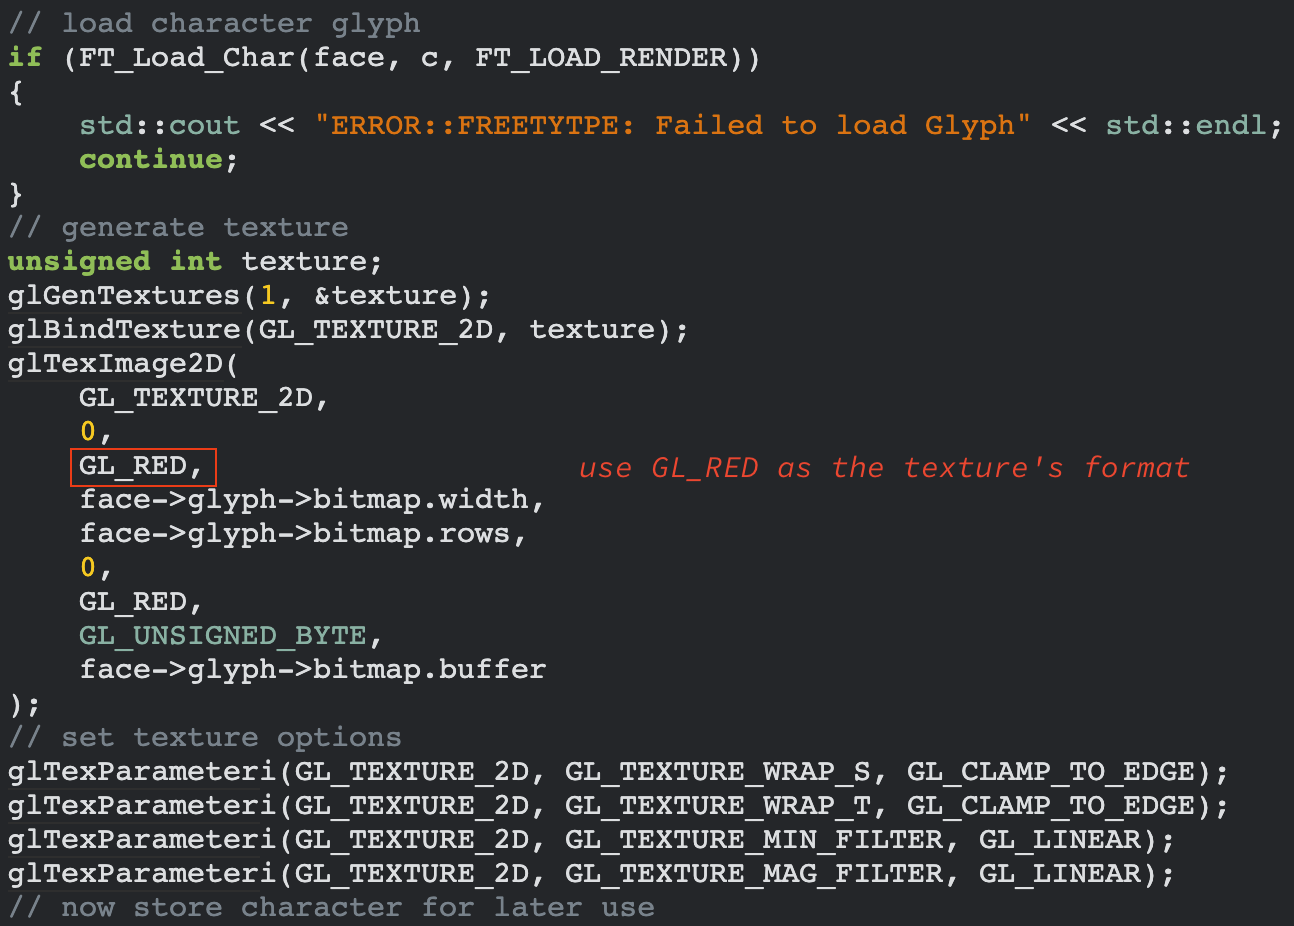 // load character glyph
if (FT_Load_Char(face, c, FT_LOAD_RENDER))
{
    std::cout << "ERROR::FREETYTPE: Failed to load Glyph" << std::endl;
    continue;
}
// generate texture
unsigned int texture;
glGenTextures(1, &texture);
glBindTexture(GL_TEXTURE_2D, texture);
glTexImage2D(
    GL_TEXTURE_2D,
    0,
    GL_RED, use GL_RED as the texture's format
    face->glyph->bitmap.width,
    face->glyph->bitmap.rows,
    0,
    GL_RED,
    GL_UNSIGNED_BYTE,
    face->glyph->bitmap.buffer
);
// set texture options
glTexParameteri(GL_TEXTURE_2D, GL_TEXTURE_WRAP_S, GL_CLAMP_TO_EDGE);
glTexParameteri(GL_TEXTURE_2D, GL_TEXTURE_WRAP_T, GL_CLAMP_TO_EDGE);
glTexParameteri(GL_TEXTURE_2D, GL_TEXTURE_MIN_FILTER, GL_LINEAR);
glTexParameteri(GL_TEXTURE_2D, GL_TEXTURE_MAG_FILTER, GL_LINEAR);
// now store character for later use